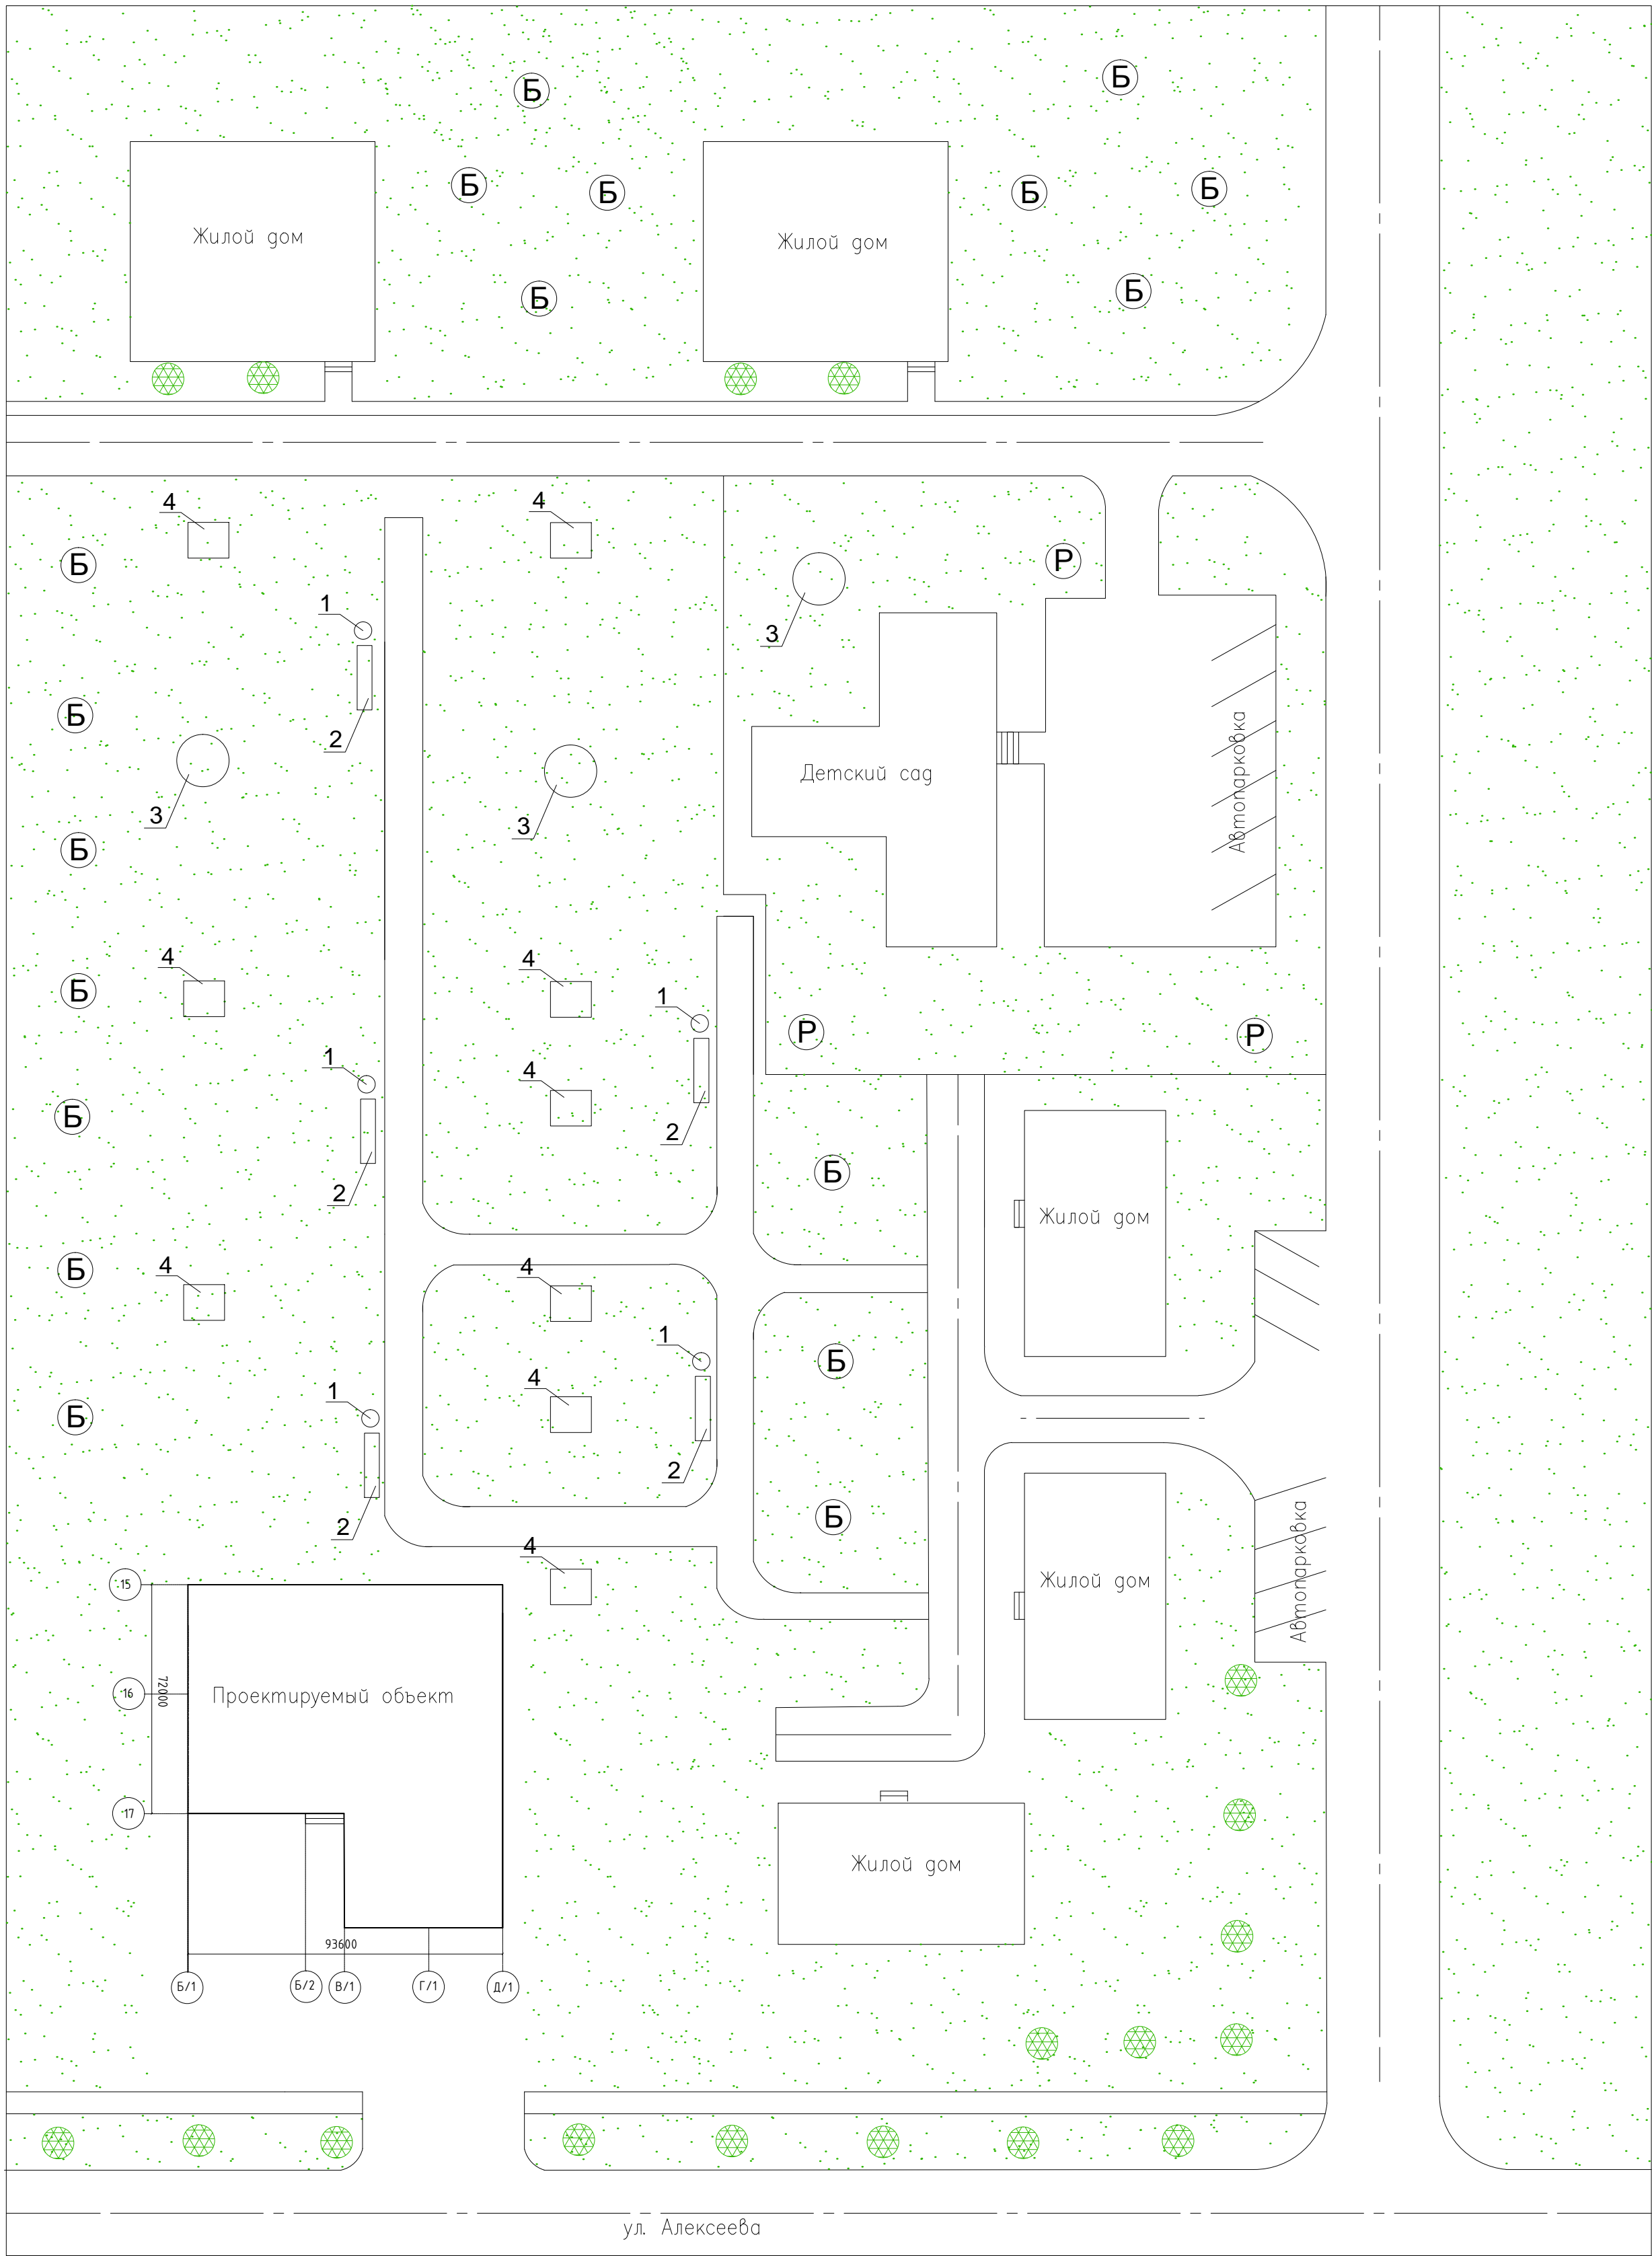 Б
Б
Б
Б
Б
Б
Жилой дом
Жилой дом
Б
Б
4
4
Б
Р
1
3
Б
2
Детский сад
Автопарковка
3
3
Б
4
4
Б
1
Р
Р
1
4
Б
2
Б
2
Жилой дом
4
4
Б
1
Б
4
1
Б
2
Б
2
4
Жилой дом
Автопарковка
15
16
72000
Проектируемый объект
17
Жилой дом
93600
Б/1
Б/2
В/1
Г/1
Д/1
ул. Алексеева